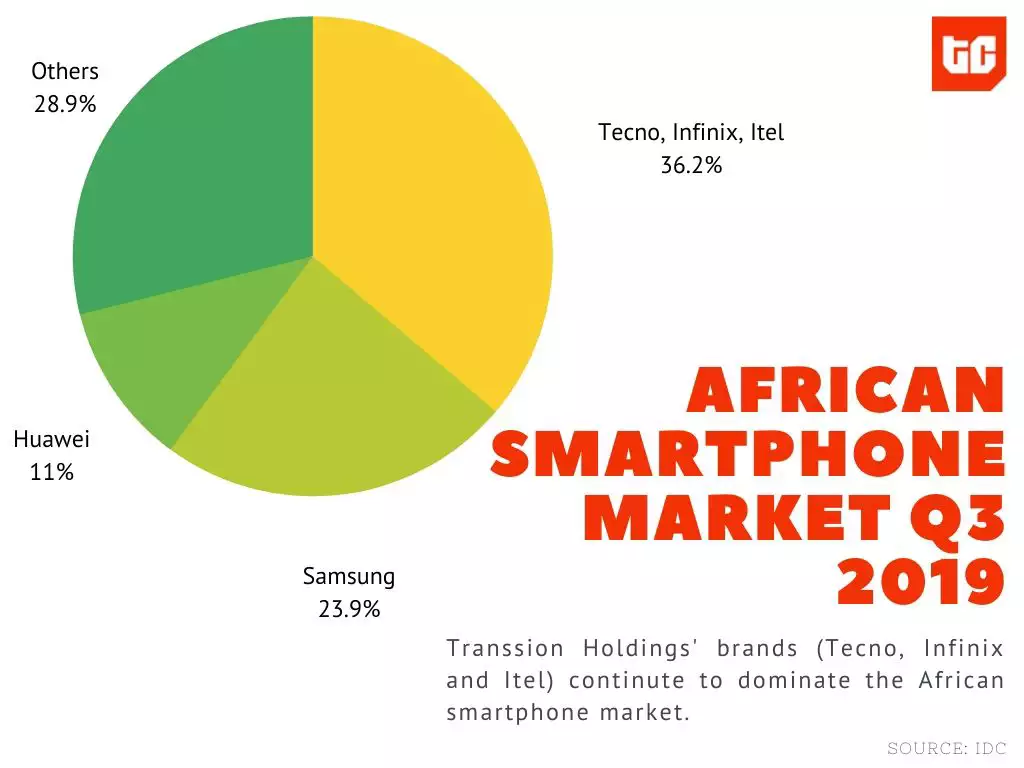 Others
28.9%
Tecno, Infinix, Itel
36.2%
Huawei
11%
Samsung
23.9%
tc
AFRICAN
SMARTPHONE
MARKET Q3
2019
Transsion Holdings' brands (Tecno, Infinix
and Itel) continute to dominate the African
smartphone market.
SOURCE: IDC